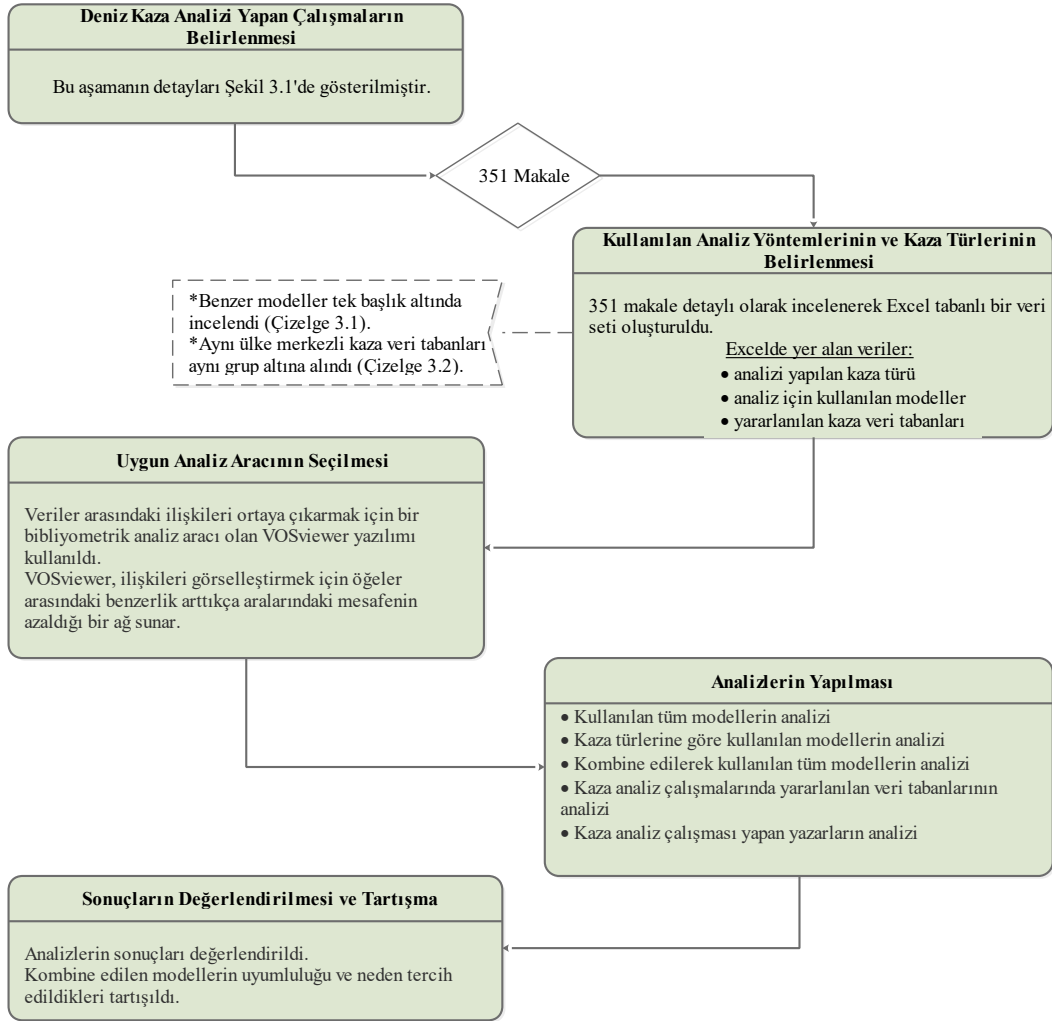 Deniz Kaza Analizi Yapan Çalışmaların
Belirlenmesi
Bu aşamanın detayları Şekil 3.1'de gösterilmiştir.
351 Makale
Kullanılan Analiz Yöntemlerinin ve Kaza Türlerinin
Belirlenmesi
351 makale detaylı olarak incelenerek Excel tabanlı bir veri
seti oluşturuldu.
Excelde yer alan veriler:
• analizi yapılan kaza türü
• analiz için kullanılan modeller
• yararlanılan kaza veri tabanları
*Benzer modeller tek başlık altında
incelendi (Çizelge 3.1).
*Aynı ülke merkezli kaza veri tabanları
aynı grup altına alındı (Çizelge 3.2).
Uygun Analiz Aracının Seçilmesi
Veriler arasındaki ilişkileri ortaya çıkarmak için bir
bibliyometrik analiz aracı olan VOSviewer yazılımı
kullanıldı.
VOSviewer, ilişkileri görselleştirmek için öğeler
arasındaki benzerlik arttıkça aralarındaki mesafenin
azaldığı bir ağ sunar.
Analizlerin Yapılması
• Kullanılan tüm modellerin analizi
• Kaza türlerine göre kullanılan modellerin analizi
• Kombine edilerek kullanılan tüm modellerin analizi
• Kaza analiz çalışmalarında yararlanılan veri tabanlarının
analizi
• Kaza analiz çalışması yapan yazarların analizi
Sonuçların Değerlendirilmesi ve Tartışma
Analizlerin sonuçları değerlendirildi.
Kombine edilen modellerin uyumluluğu ve neden tercih
edildikleri tartışıldı.